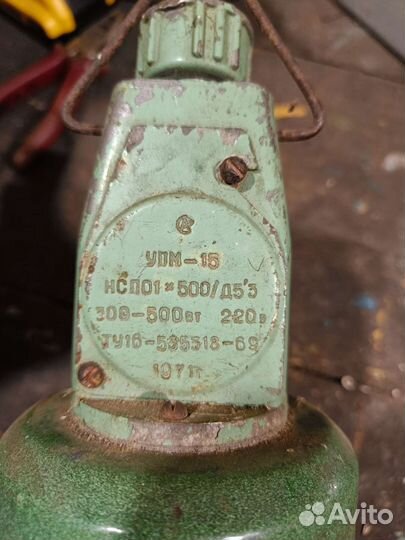 УПМ-15
НСП01×500/Д5'3
300-500вт 220в
ТУ16-535318-69
1971г
Avito